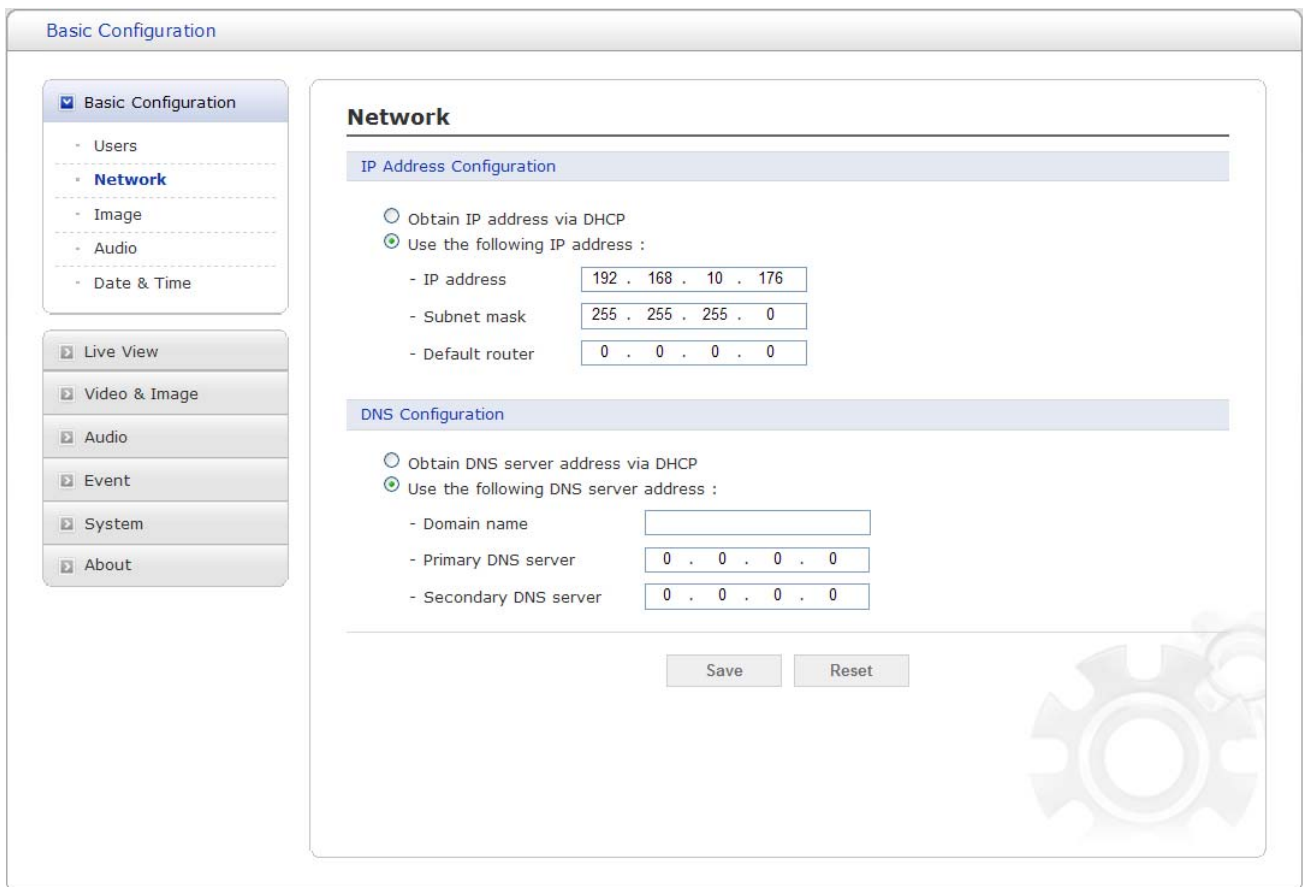 Basic Configuration
Basic Configuration
- Users
- Network
- Image
- Audio
- Date & Time
Live View
Video & Image
Audio
Event
System
About
Network
IP Address Configuration
Obtain IP address via DHCP
Use the following IP address :
- IP address 192 . 168 . 10 . 176
- Subnet mask 255 . 255 . 255 . 0
- Default router 0 . 0 . 0 . 0
DNS Configuration
Obtain DNS server address via DHCP
Use the following DNS server address :
- Domain name
- Primary DNS server 0 . 0 . 0 . 0
- Secondary DNS server 0 . 0 . 0 . 0
Save Reset